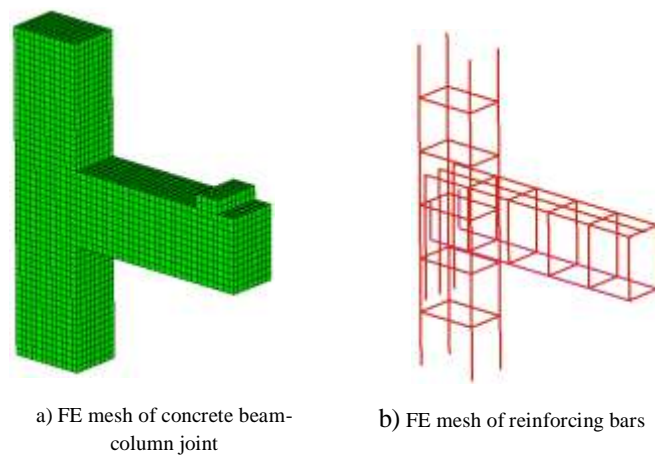 a) FE mesh of concrete beam-
column joint
b) FE mesh of reinforcing bars